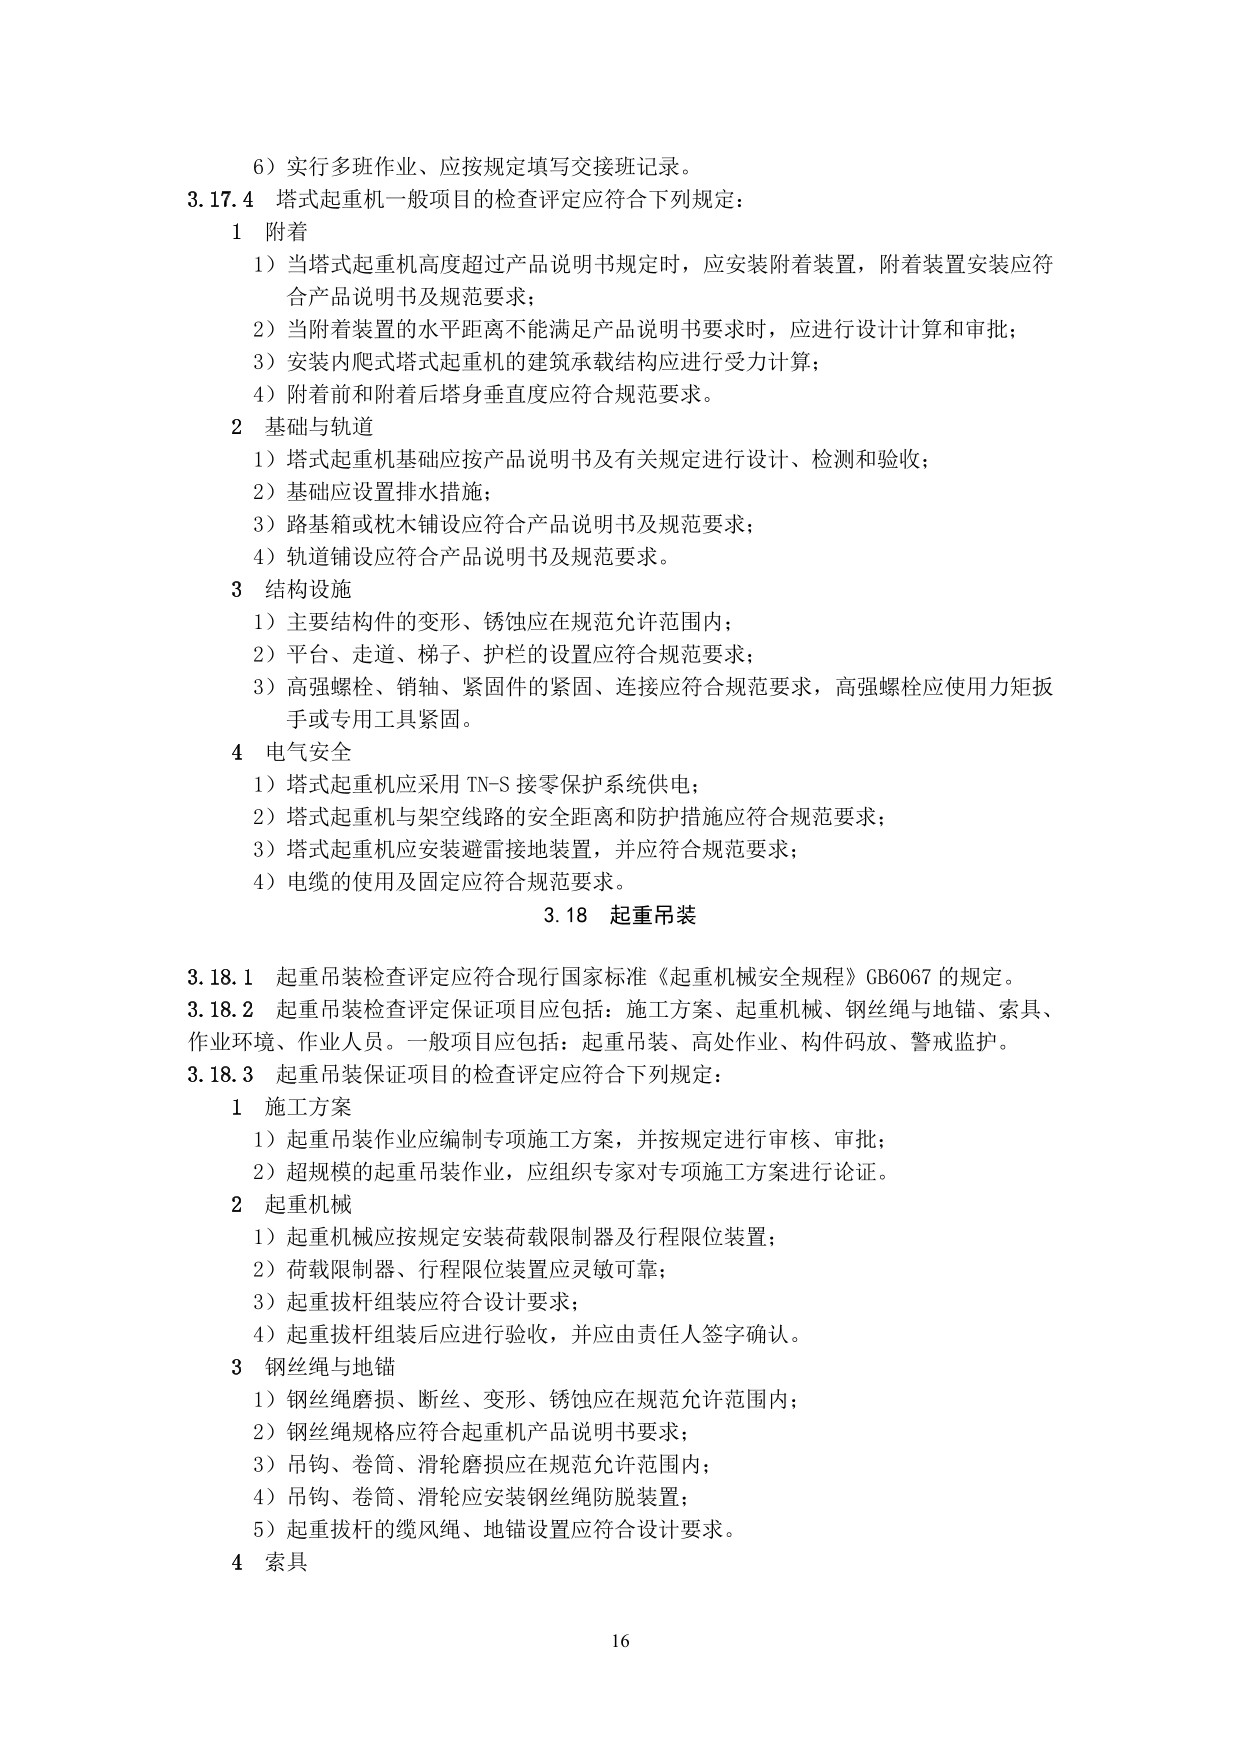 6）实行多班作业、应按规定填写交接班记录。
3.17.4 塔式起重机一般项目的检查评定应符合下列规定：
1 附着
1）当塔式起重机高度超过产品说明书规定时，应安装附着装置，附着装置安装应符
合产品说明书及规范要求；
2）当附着装置的水平距离不能满足产品说明书要求时，应进行设计计算和审批；
3）安装内爬式塔式起重机的建筑承载结构应进行受力计算；
4）附着前和附着后塔身垂直度应符合规范要求。
2 基础与轨道
1）塔式起重机基础应按产品说明书及有关规定进行设计、检测和验收；
2）基础应设置排水措施；
3）路基箱或枕木铺设应符合产品说明书及规范要求；
4）轨道铺设应符合产品说明书及规范要求。
3 结构设施
1）主要结构件的变形、锈蚀应在规范允许范围内；
2）平台、走道、梯子、护栏的设置应符合规范要求；
3）高强螺栓、销轴、紧固件的紧固、连接应符合规范要求，高强螺栓应使用力矩扳
手或专用工具紧固。
4 电气安全
1）塔式起重机应采用 TN-S 接零保护系统供电；
2）塔式起重机与架空线路的安全距离和防护措施应符合规范要求；
3）塔式起重机应安装避雷接地装置，并应符合规范要求；
4）电缆的使用及固定应符合规范要求。
3.18 起重吊装
3.18.1 起重吊装检查评定应符合现行国家标准《起重机械安全规程》GB6067 的规定。
3.18.2 起重吊装检查评定保证项目应包括：施工方案、起重机械、钢丝绳与地锚、索具、
作业环境、作业人员。一般项目应包括：起重吊装、高处作业、构件码放、警戒监护。
3.18.3 起重吊装保证项目的检查评定应符合下列规定：
1 施工方案
1）起重吊装作业应编制专项施工方案，并按规定进行审核、审批；
2）超规模的起重吊装作业，应组织专家对专项施工方案进行论证。
2 起重机械
1）起重机械应按规定安装荷载限制器及行程限位装置；
2）荷载限制器、行程限位装置应灵敏可靠；
3）起重拔杆组装应符合设计要求；
4）起重拔杆组装后应进行验收，并应由责任人签字确认。
3 钢丝绳与地锚
1）钢丝绳磨损、断丝、变形、锈蚀应在规范允许范围内；
2）钢丝绳规格应符合起重机产品说明书要求；
3）吊钩、卷筒、滑轮磨损应在规范允许范围内；
4）吊钩、卷筒、滑轮应安装钢丝绳防脱装置；
5）起重拔杆的缆风绳、地锚设置应符合设计要求。
4 索具
16